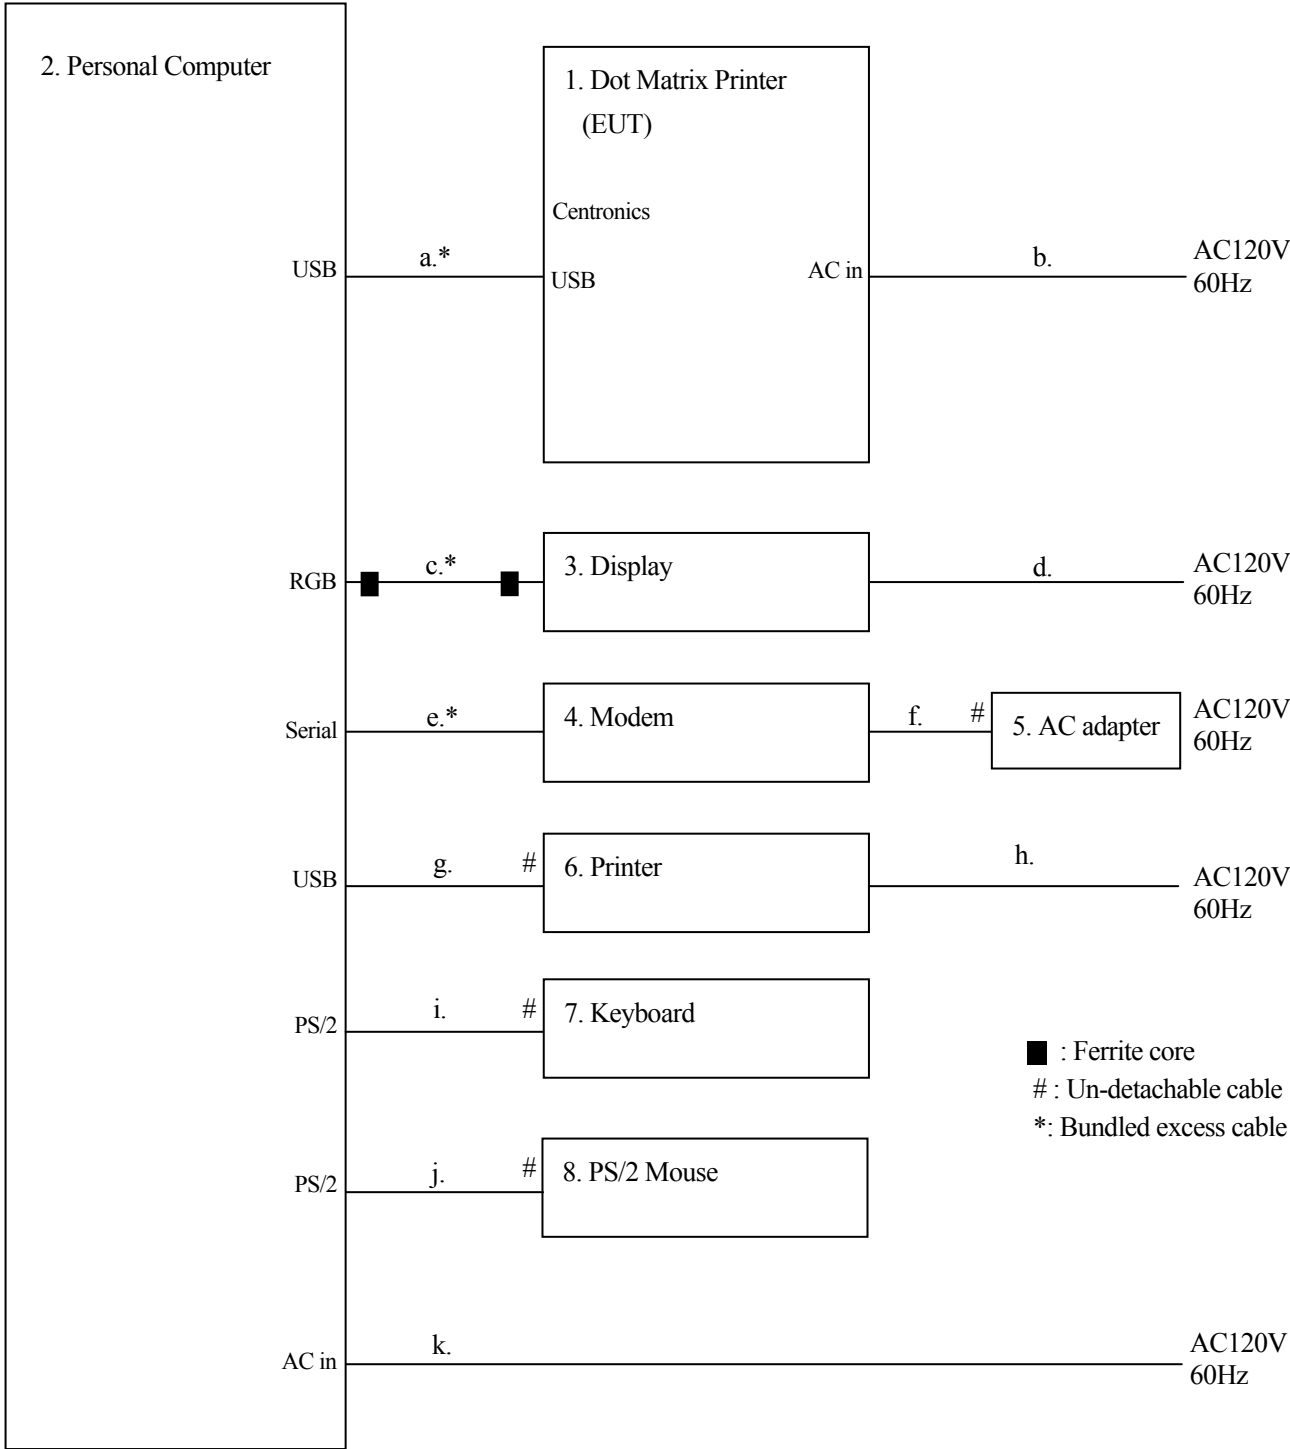 2. Personal Computer
1. Dot Matrix Printer
(EUT)
Centronics
USB
a.*
USB
AC in
b.
AC120V
60Hz
RGB
c.*
3. Display
d.
AC120V
60Hz
Serial
e.*
4. Modem
f.
#
5. AC adapter
AC120V
60Hz
USB
g.
#
6. Printer
h.
AC120V
60Hz
PS/2
i.
#
7. Keyboard
: Ferrite core
# : Un-detachable cable
*: Bundled excess cable
PS/2
j.
#
8. PS/2 Mouse
AC in
k.
AC120V
60Hz